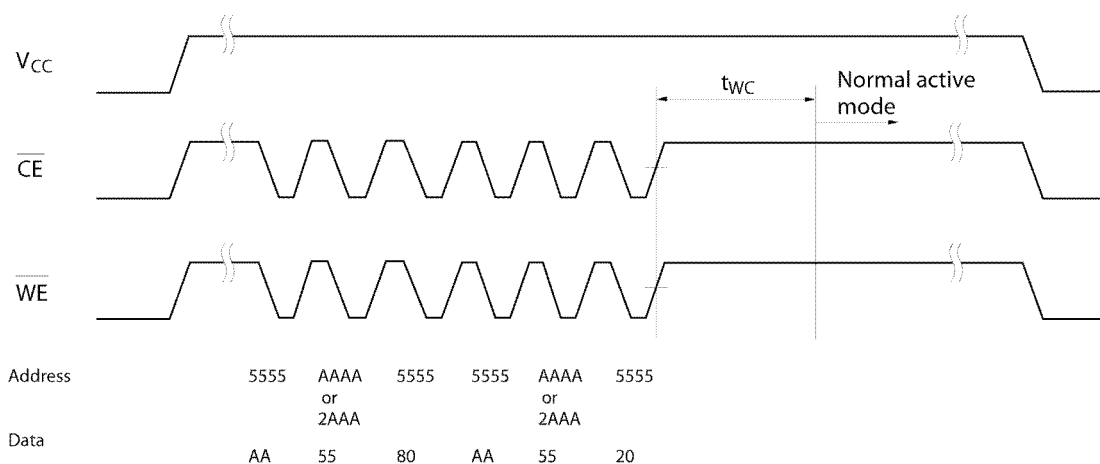 VCC
tWC
Normal active
mode
CE
WE
Address 5555 AAAA 5555 5555 AAAA 5555
or or
2AAA 2AAA
Data
AA 55 80 AA 55 20